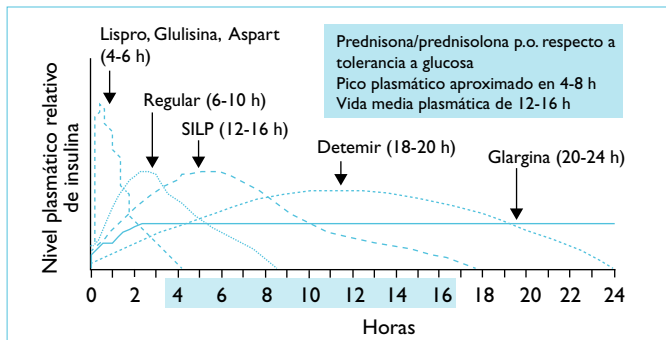 Lispro, Glulisina, Aspart
(4-6 h)
Regular (6-10 h)
SILP (12-16 h)
Detemir (18-20 h)
Glargina (20-24 h)
Prednisona/prednisolona p.o. respecto a
tolerancia a glucosa
Pico plasmático aproximado en 4-8 h
Vida media plasmática de 12-16 h
Nivel plasmático relativo
de insulina
0 2 4 6 8 10 12 14 16 18 20 22 24
Horas